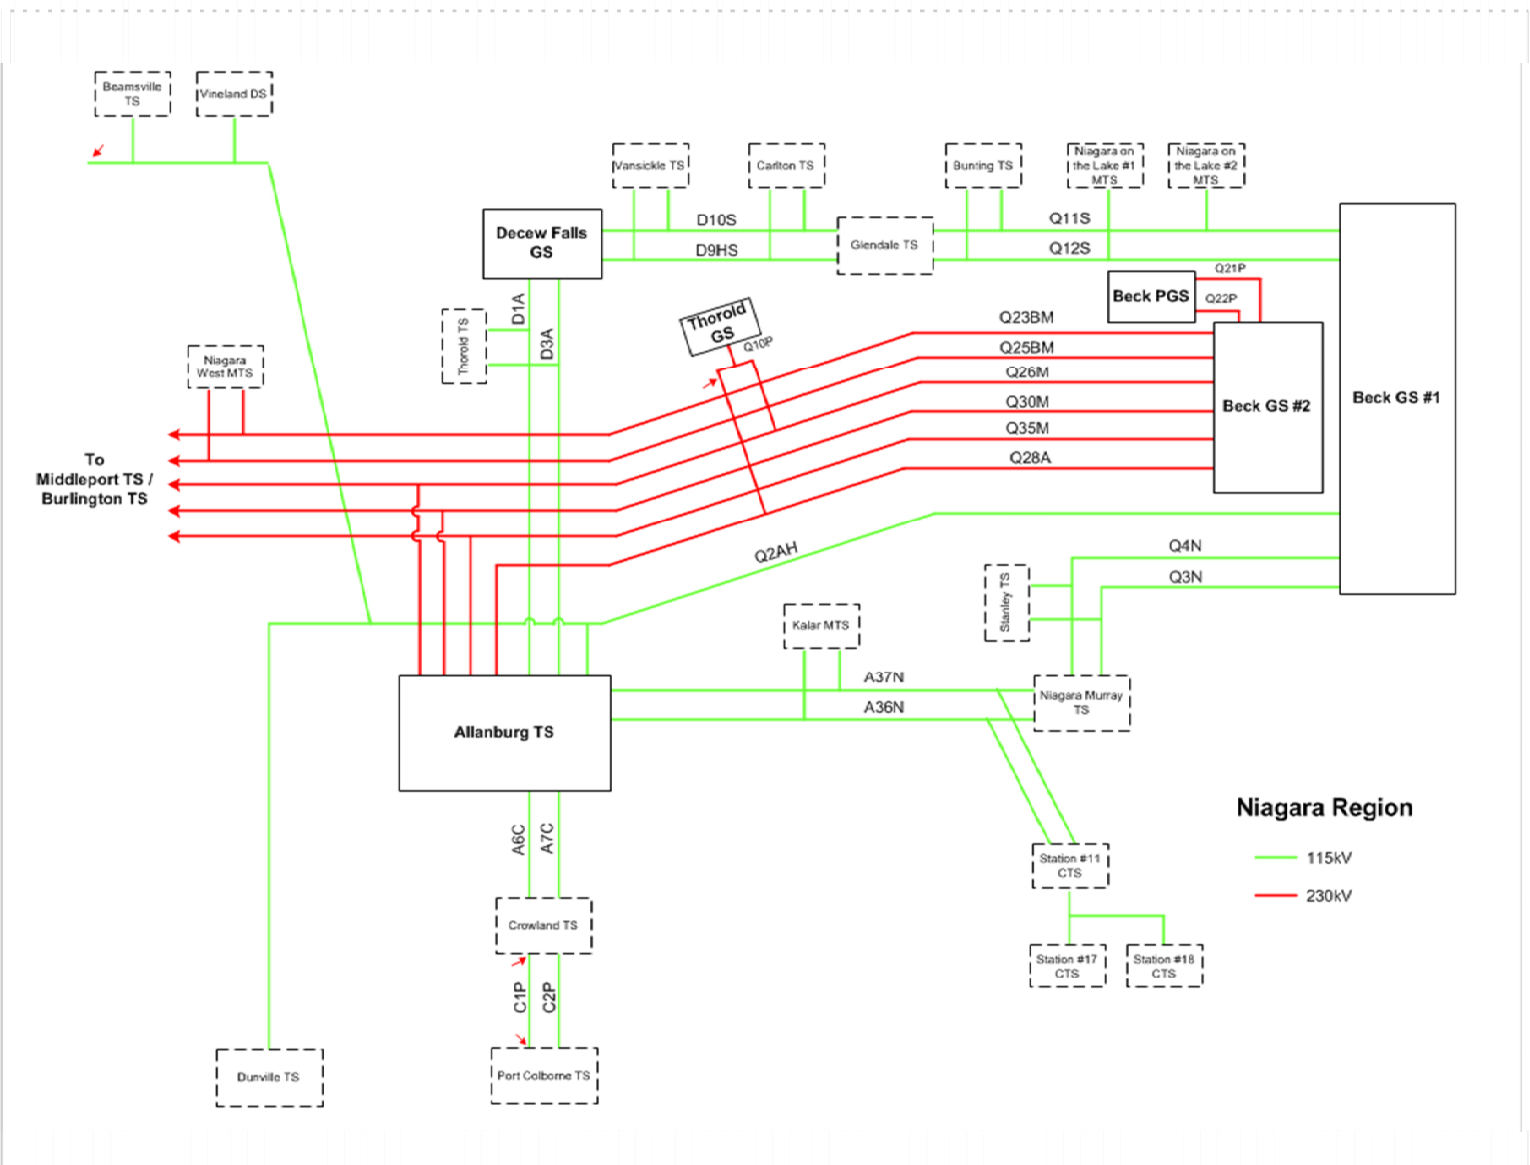 Beamsville
TS
Vineland DS
Vansickle TS
Carlton TS
Bunting TS
Niagara on
the Lake #1
MTS
Niagara on
the Lake #2
MTS
Decew Falls
GS
D10S
D9HS
Glendale TS
Q11S
Q12S
Beck PGS
Q21P
Q22P
Thorold TS
D1A
D3A
Thorold
GS
Q10P
Niagara
West MTS
Q23BM
Q25BM
Q26M
Q30M
Q35M
Q28A
Beck GS #2
Beck GS #1
To
Middleport TS /
Burlington TS
Q2AH
Q4N
Q3N
Stanley TS
Kalar MTS
A37N
A36N
Niagara Murray
TS
Allanburg TS
A6C
A7C
Niagara Region
115kV
230kV
Station #11
CTS
Crowland TS
Station #17
CTS
Station #18
CTS
C1P
C2P
Dunville TS
Port Colborne TS